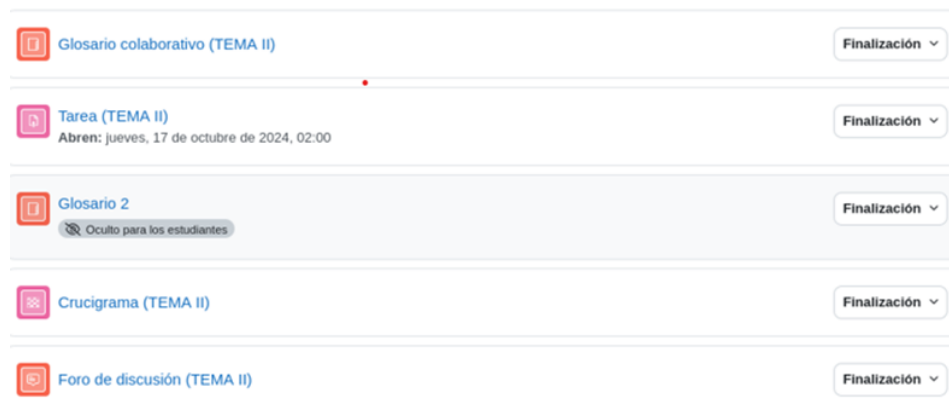 Glosario colaborativo (TEMA II)
Finalización
Tarea (TEMA II)
Abren: jueves, 17 de octubre de 2024, 02:00
Finalización
Glosario 2
Oculto para los estudiantes
Finalización
Crucigrama (TEMA II)
Finalización
Foro de discusión (TEMA II)
Finalización